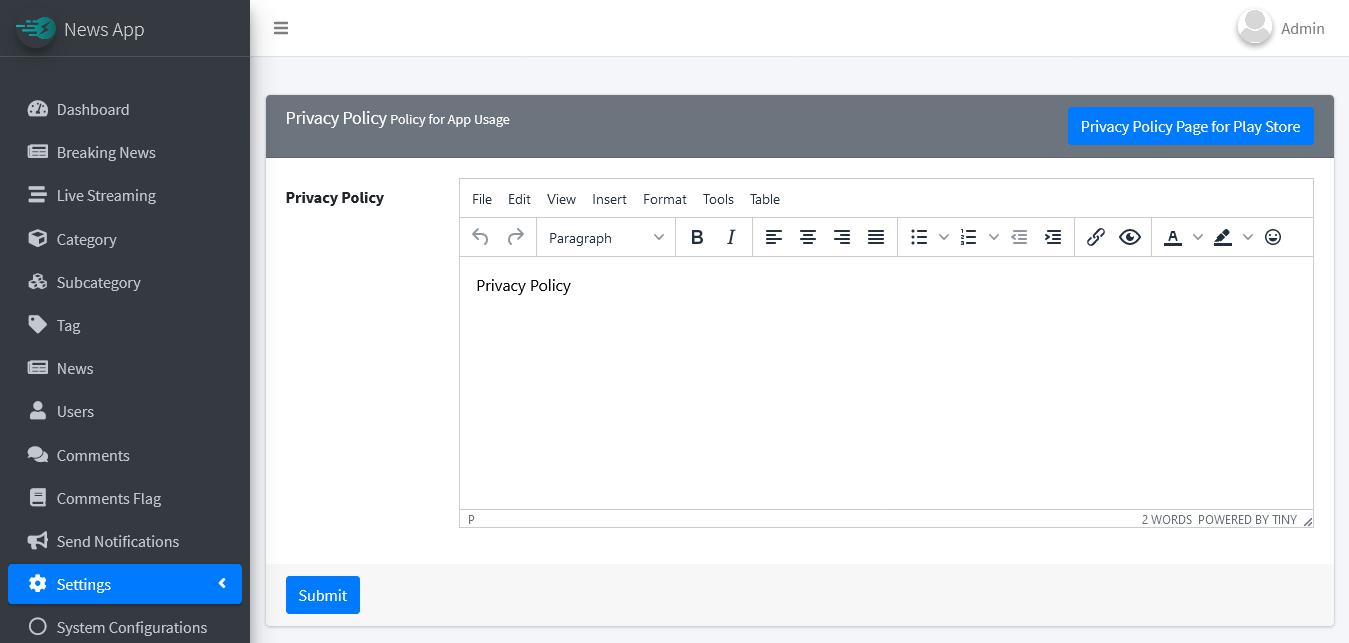 News App
Admin
Dashboard
Breaking News
Live Streaming
Category
Subcategory
Tag
News
Users
Comments
Comments Flag
Send Notifications
Settings
System Configurations
Privacy Policy Policy for App Usage
Privacy Policy Page for Play Store
Privacy Policy
File Edit View Insert Format Tools Table
Paragraph B I A
Privacy Policy
P 2 WORDS POWERED BY TINY
Submit